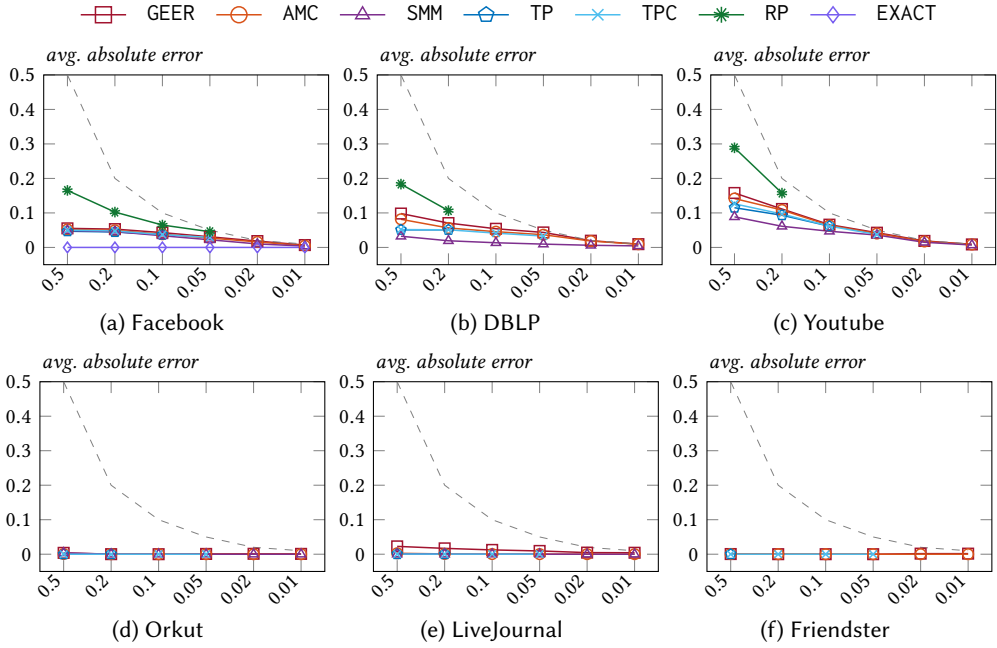 GEER AMC SMM TP TPC RP EXACT
avg. absolute error avg. absolute error avg. absolute error
0.5 0.5 0.5
0.4 0.4 0.4
0.3 0.3 0.3
0.2 0.2 0.2
0.1 0.1 0.1
0 0 0
0.5 0.2 0.1 0.05 0.02 0.01 0.5 0.2 0.1 0.05 0.02 0.01 0.5 0.2 0.1 0.05 0.02 0.01
(a) Facebook (b) DBLP (c) Youtube
avg. absolute error avg. absolute error avg. absolute error
0.5 0.5 0.5
0.4 0.4 0.4
0.3 0.3 0.3
0.2 0.2 0.2
0.1 0.1 0.1
0 0 0
0.5 0.2 0.1 0.05 0.02 0.01 0.5 0.2 0.1 0.05 0.02 0.01 0.5 0.2 0.1 0.05 0.02 0.01
(d) Orkut (e) LiveJournal (f) Friendster